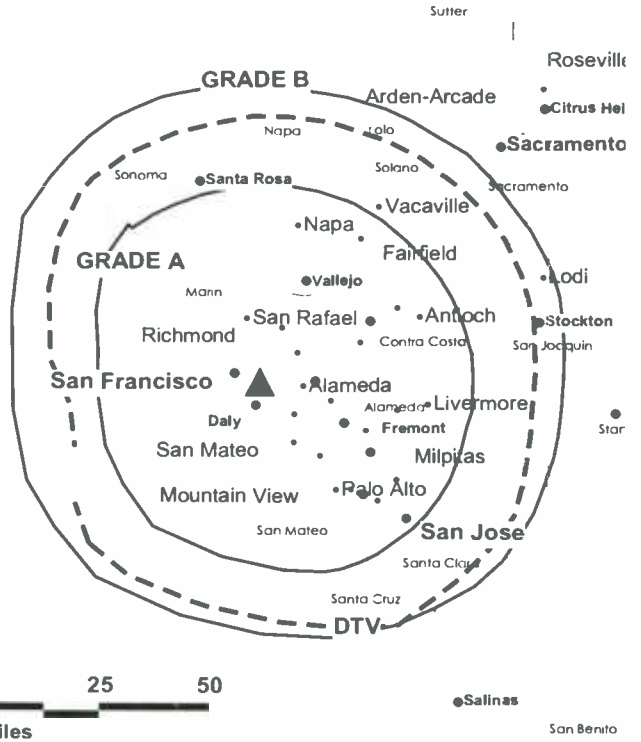 Sutter
Roseville
GRADE B
Arden-Arcade
Citrus Hei
Napa
Sacramento
Solano
Sonoma
Santa Rosa
Sacramento
Vacaville
Napa
Fairfield
GRADE A
Lodi
Vallejo
Marin
San Rafael
Antioch
Stockton
Richmond
Contra Costa
San Joaquin
San Francisco
Alameda
Alameda
Livermore
Daly
Fremont
Stan
San Mateo
Milpitas
Mountain View
Palo Alto
San Mateo
San Jose
Santa Clar
Santa Cruz
DTV
25 50
Salinas
iles
San Benito